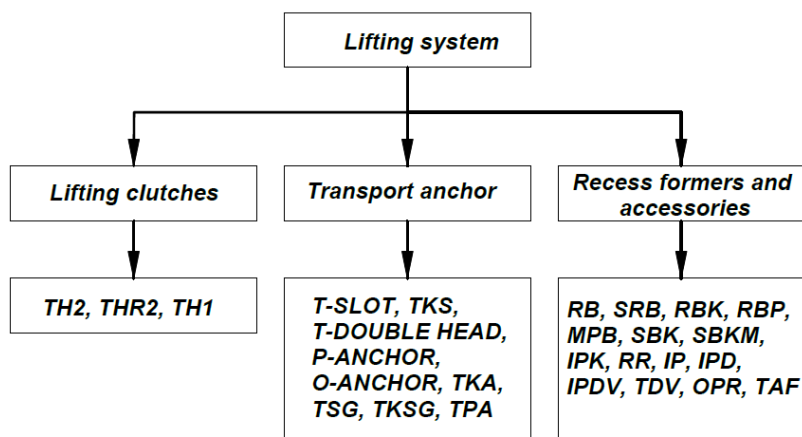 Lifting system
Lifting clutches
Transport anchor
Recess formers and
accessories
TH2, THR2, TH1
T-SLOT, TKS,
T-DOUBLE HEAD,
P-ANCHOR,
O-ANCHOR, TKA,
TSG, TKSG, TPA
RB, SRB, RBK, RBP,
MPB, SBK, SBKM,
IPK, RR, IP, IPD,
IPDV, TDV, OPR, TAF